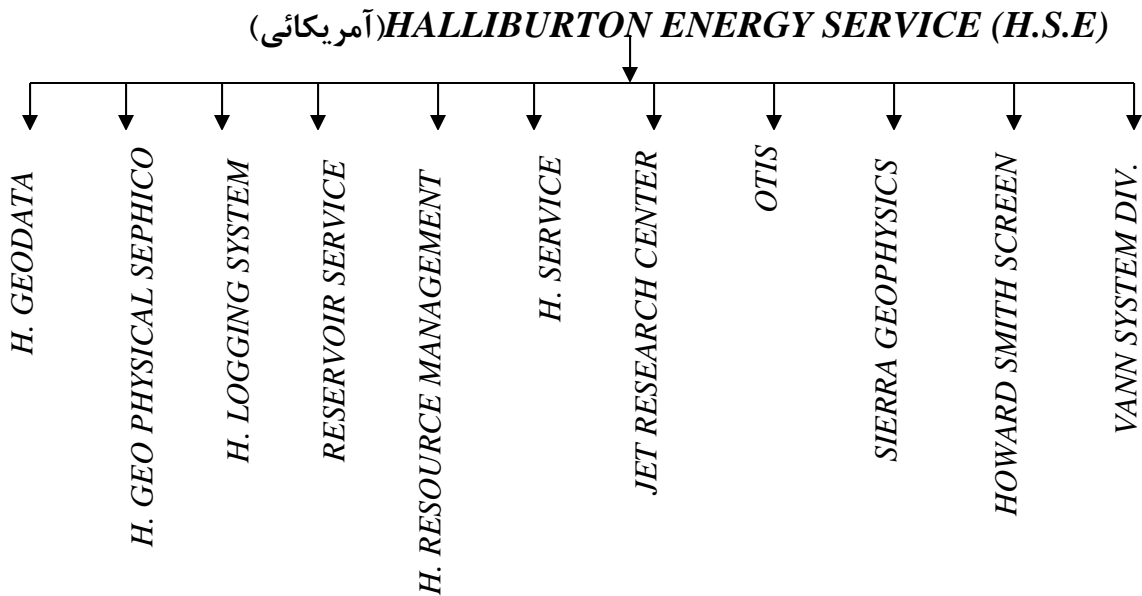 HALLIBURTON ENERGY SERVICE (H.S.E)(آمریکائی)
H. GEODATA
H. GEO PHYSICAL SEPHICO
H. LOGGING SYSTEM
RESERVOIR SERVICE
H. RESOURCE MANAGEMENT
H. SERVICE
JET RESEARCH CENTER
OTIS
SIERRA GEOPHYSICS
HOWARD SMITH SCREEN
VANN SYSTEM DIV.